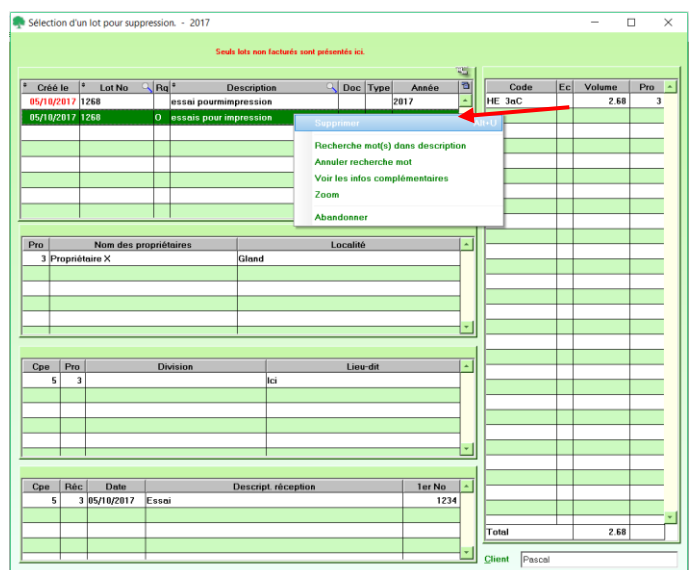 Sélection d'un lot pour suppression. - 2017
Seuls lots non facturés sont présentés ici.
Créé le Lot No Rq Description Doc Type Année
05/10/2017 1268 essai pourmimpression 2017
05/10/2017 1268 O essais pour impression
Supprimer
Recherche mot(s) dans description
Annuler recherche mot
Voir les infos complémentaires
Zoom
Abandonner
Code Ec Volume Pro
HE 3aC 2.68 3
Total 2.68
Client Pascal
Pro Nom des propriétaires Localité
3 Propriétaire X Gland
Cpe Pro Division Lieu-dit
5 3 Ici
Cpe Réc Date Descript. réception 1er No
5 3 05/10/2017 Essai 1234